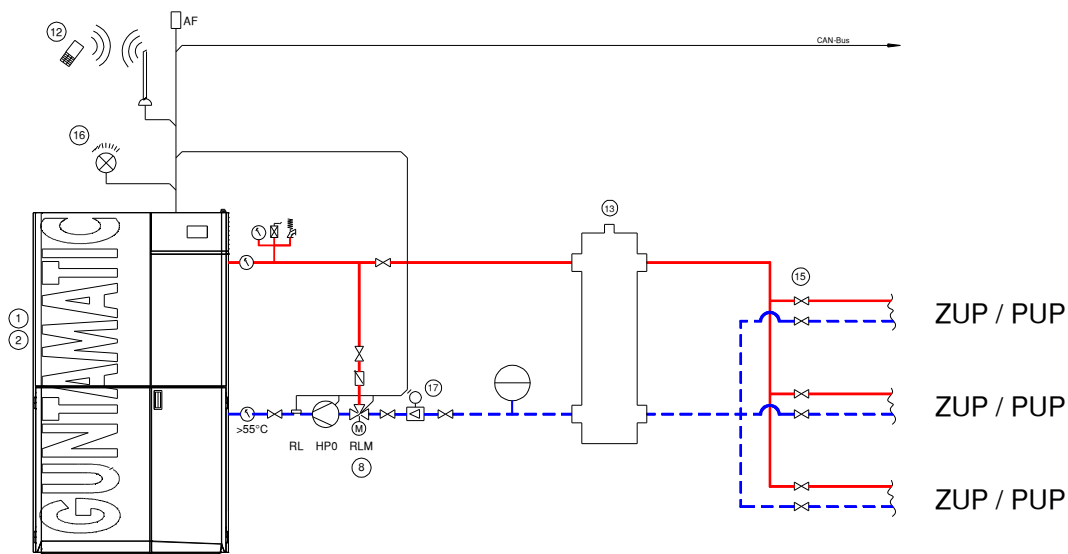 12
AF
CAN-Bus
16
13
GUNTAMATIC
1
2
15
ZUP / PUP
17
ZUP / PUP
>55°C
RL
HP0
RLM
M
8
ZUP / PUP